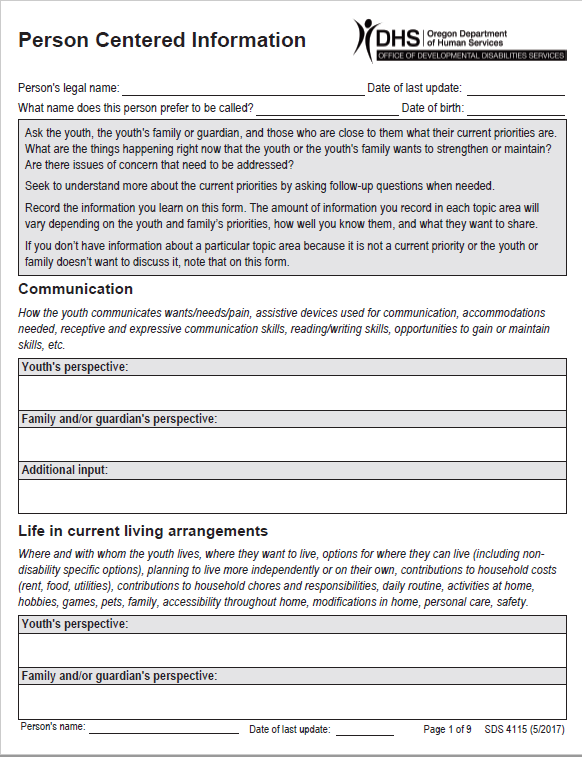 Person Centered Information
DHS | Oregon Department of Human Services
OFFICE OF DEVELOPMENTAL DISABILITIES SERVICES
Person's legal name: Date of last update:
What name does this person prefer to be called? Date of birth:
Ask the youth, the youth's family or guardian, and those who are close to them what their current priorities are.
What are the things happening right now that the youth or the youth's family wants to strengthen or maintain?
Are there issues of concern that need to be addressed?
Seek to understand more about the current priorities by asking follow-up questions when needed.
Record the information you learn on this form. The amount of information you record in each topic area will
vary depending on the youth and family's priorities, how well you know them, and what they want to share.
If you don't have information about a particular topic area because it is not a current priority or the youth or
family doesn't want to discuss it, note that on this form.
Communication
How the youth communicates wants/needs/pain, assistive devices used for communication, accommodations
needed, receptive and expressive communication skills, reading/writing skills, opportunities to gain or maintain
skills, etc.
Youth's perspective:
Family and/or guardian's perspective:
Additional input:
Life in current living arrangements
Where and with whom the youth lives, where they want to live, options for where they can live (including non-
disability specific options), planning to live more independently or on their own, contributions to household costs
(rent, food, utilities), contributions to household chores and responsibilities, daily routine, activities at home,
hobbies, games, pets, family, accessibility throughout home, modifications in home, personal care, safety.
Youth's perspective:
Family and/or guardian's perspective:
Person's name: Date of last update: Page 1 of 9 SDS 4115 (5/2017)